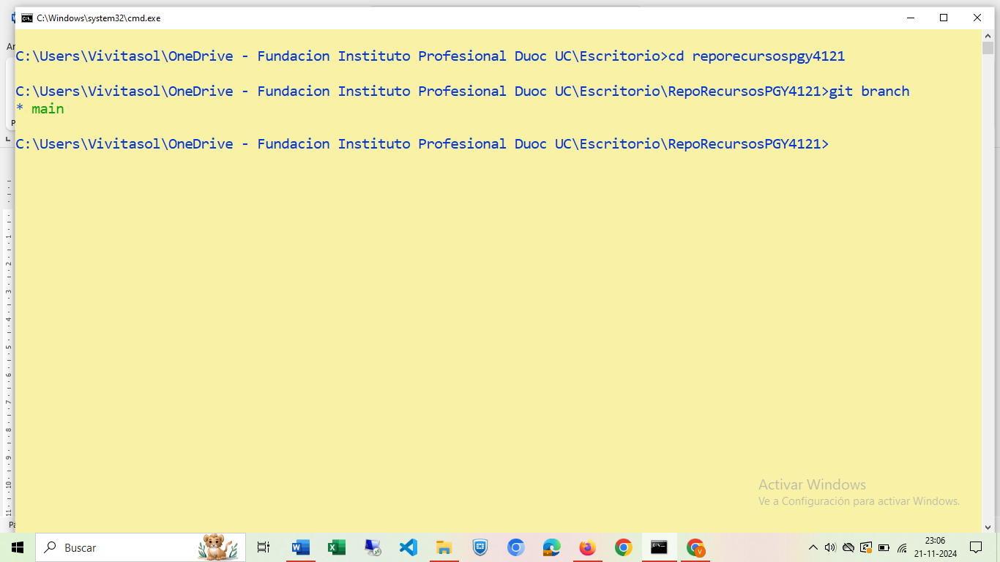 C:\Windows\system32\cmd.exe
C:\Users\Vivitasol\OneDrive - Fundacion Instituto Profesional Duoc UC\Escritorio>cd reporecursospgy4121
C:\Users\Vivitasol\OneDrive - Fundacion Instituto Profesional Duoc UC\Escritorio\RepoRecursosPGY4121>git branch
* main
C:\Users\Vivitasol\OneDrive - Fundacion Instituto Profesional Duoc UC\Escritorio\RepoRecursosPGY4121>
Activar Windows
Ve a Configuración para activar Windows.
Buscar
23:06
21-11-2024